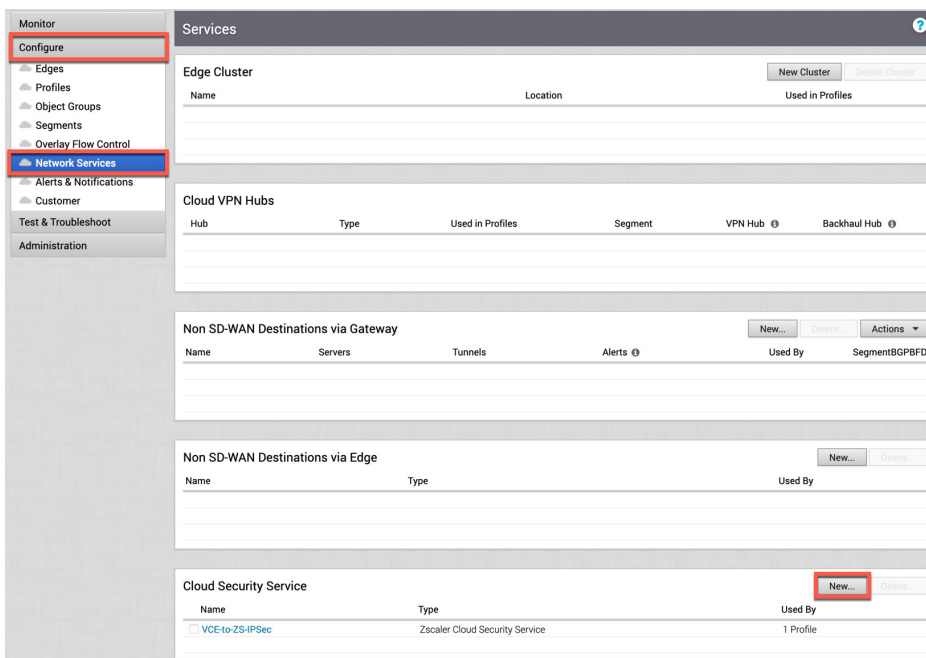 Monitor
Configure
Edges
Profiles
Object Groups
Segments
Overlay Flow Control
Network Services
Alerts & Notifications
Customer
Test & Troubleshoot
Administration
Services
?
Edge Cluster
New Cluster
Delete Cluster
Name Location Used in Profiles
Cloud VPN Hubs
Hub Type Used in Profiles Segment VPN Hub Backhaul Hub
Non SD-WAN Destinations via Gateway
New... Delete... Actions
Name Servers Tunnels Alerts Used By SegmentBGPBFD
Non SD-WAN Destinations via Edge
New... Delete...
Name Type Used By
Cloud Security Service
New... Delete...
Name Type Used By
VCE-to-ZS-IPSec Zscaler Cloud Security Service 1 Profile